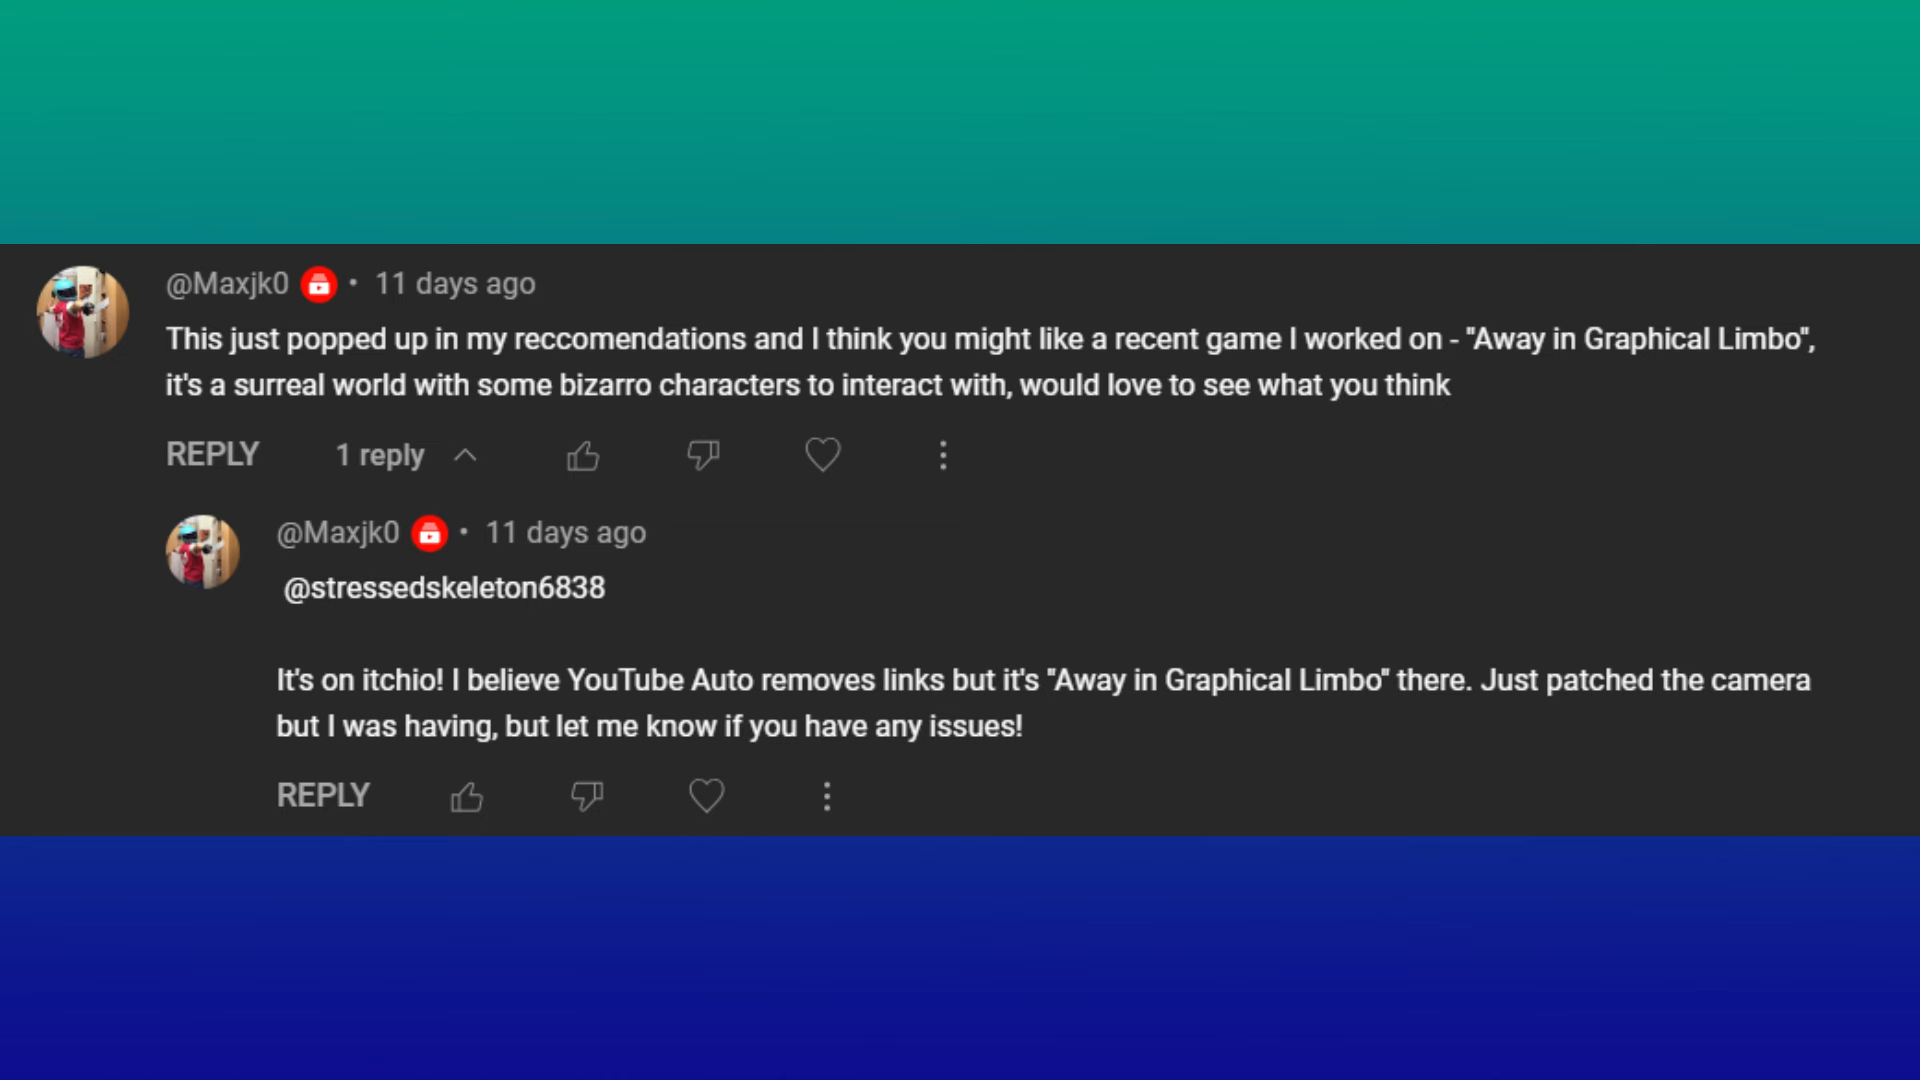 @Maxjk0 • 11 days ago
This just popped up in my reccomendations and I think you might like a recent game I worked on - "Away in Graphical Limbo",
it's a surreal world with some bizarro characters to interact with, would love to see what you think
REPLY 1 reply
@Maxjk0 • 11 days ago
@stressedskeleton6838
It's on itchio! I believe YouTube Auto removes links but it's "Away in Graphical Limbo" there. Just patched the camera
but I was having, but let me know if you have any issues!
REPLY